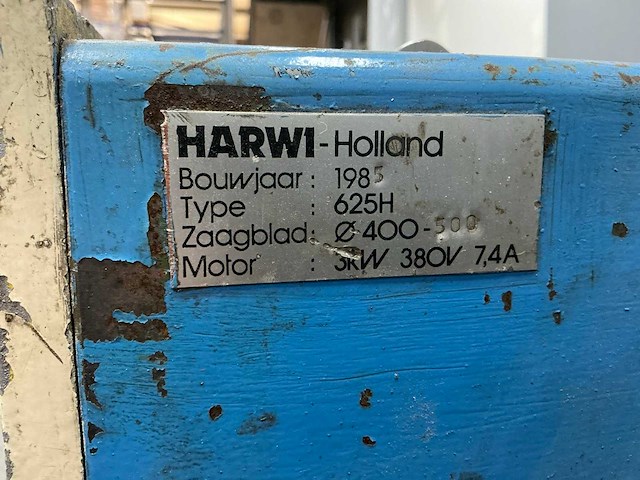 HARWI-Holland
Bouwjaar: 1985
Type : 625H
Zaagblad: Ø 400-500
Motor : 3kW 380V 7,4A